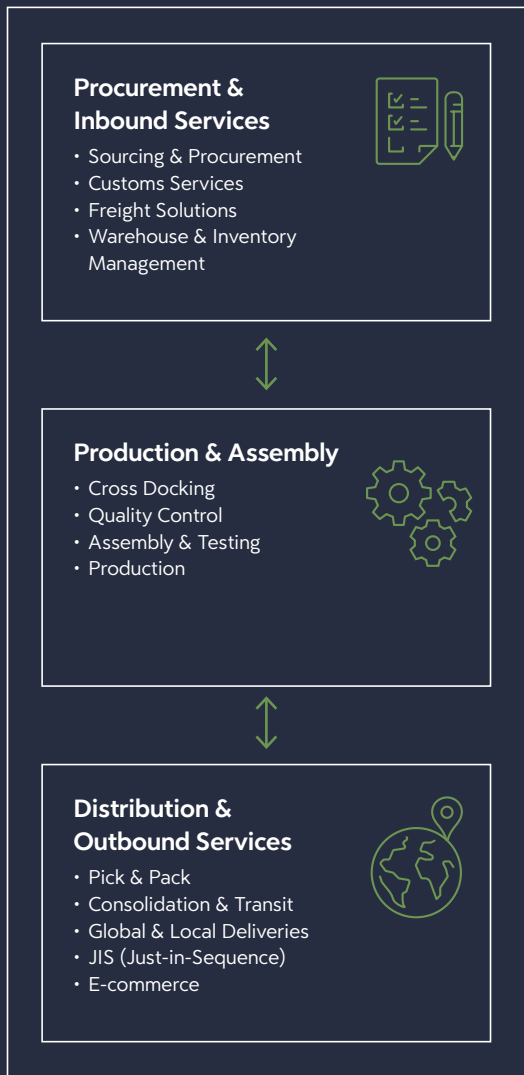 Procurement &
Inbound Services
• Sourcing & Procurement
• Customs Services
• Freight Solutions
• Warehouse & Inventory
Management
Production & Assembly
• Cross Docking
• Quality Control
• Assembly & Testing
• Production
Distribution &
Outbound Services
• Pick & Pack
• Consolidation & Transit
• Global & Local Deliveries
• JIS (Just-in-Sequence)
• E-commerce